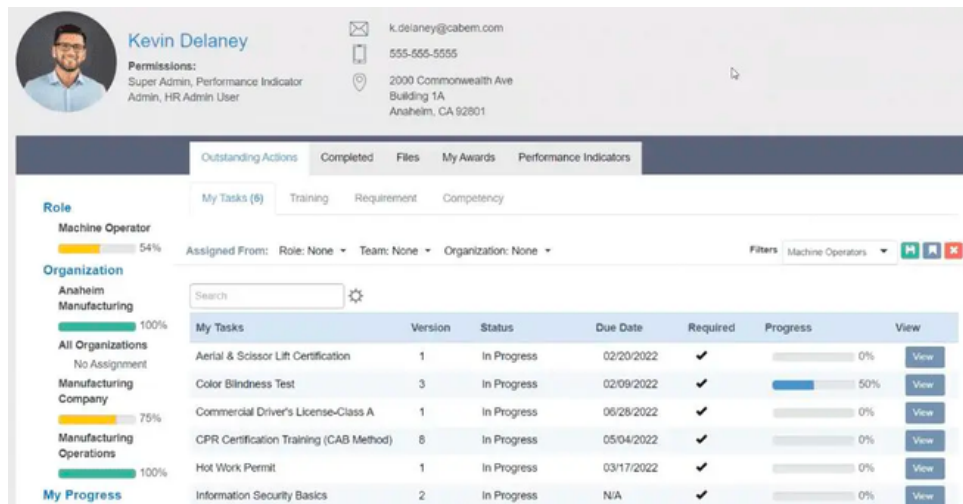 Kevin Delaney
Permissions:
Super Admin, Performance Indicator
Admin, HR Admin User
k.delaney@cabem.com
555-555-5555
2000 Commonwealth Ave
Building 1A
Anaheim, CA 92801
Outstanding Actions Completed Files My Awards Performance Indicators
My Tasks (6) Training Requirement Competency
Role
Machine Operator
54%
Organization
Anaheim
Manufacturing
100%
All Organizations
No Assignment
Manufacturing
Company
75%
Manufacturing
Operations
100%
My Progress
Assigned From: Role: None Team: None Organization: None Filters Machine Operators
Search
My Tasks Version Status Due Date Required Progress View
Aerial & Scissor Lift Certification 1 In Progress 02/20/2022 ✔ 0% View
Color Blindness Test 3 In Progress 02/09/2022 ✔ 50% View
Commercial Driver's License-Class A 1 In Progress 06/28/2022 ✔ 0% View
CPR Certification Training (CAB Method) 8 In Progress 05/04/2022 ✔ 0% View
Hot Work Permit 1 In Progress 03/17/2022 ✔ 0% View
Information Security Basics 2 In Progress N/A ✔ 0% View